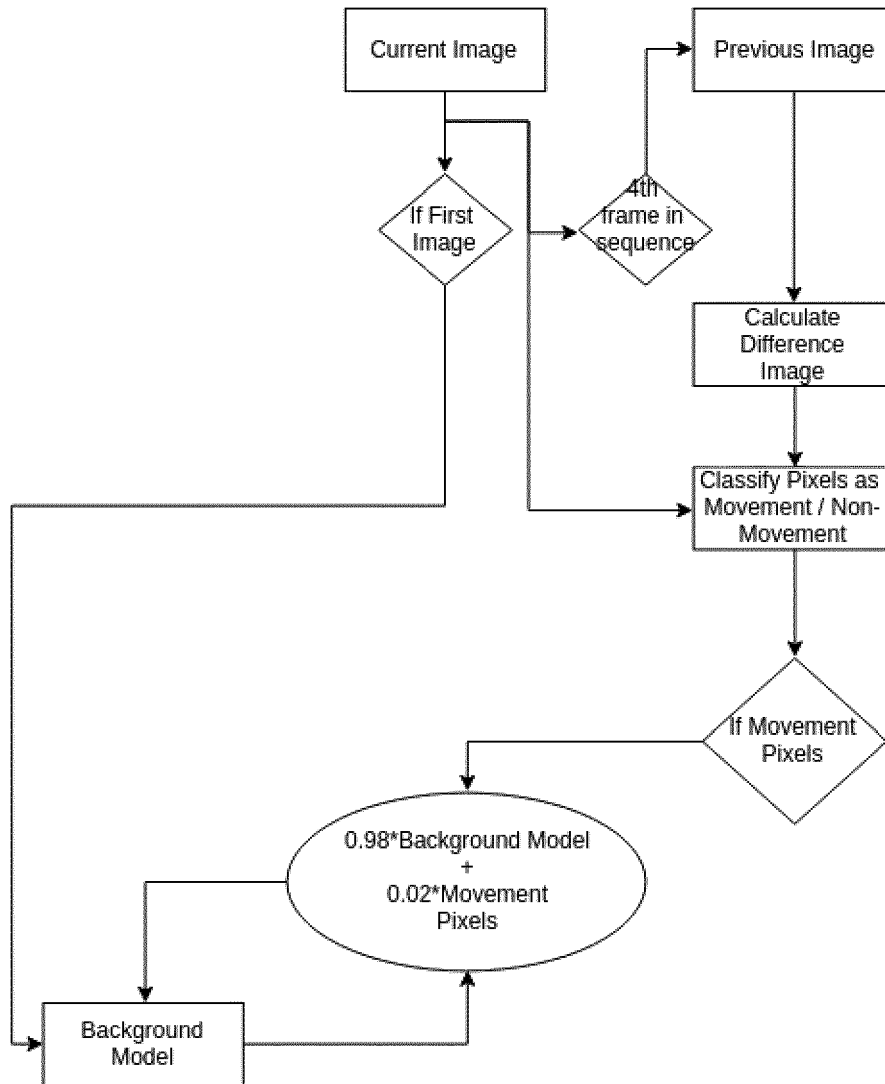 Current Image
Previous Image
If First
Image
4th
frame in
sequence
Calculate
Difference
Image
Classify Pixels as
Movement / Non-
Movement
If Movement
Pixels
0.98*Background Model
+
0.02*Movement
Pixels
Background
Model